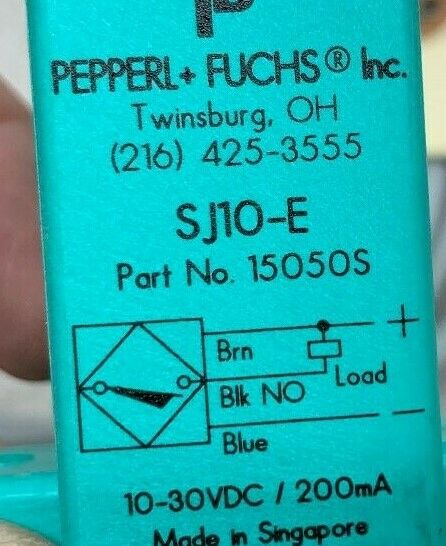 PEPPERL+ FUCHS® Inc.
Twinsburg, OH
(216) 425-3555
SJ10-E
Part No. 15050S
+
Brn
Load
Blk NO
Blue
−
10-30VDC / 200mA
Made in Singapore